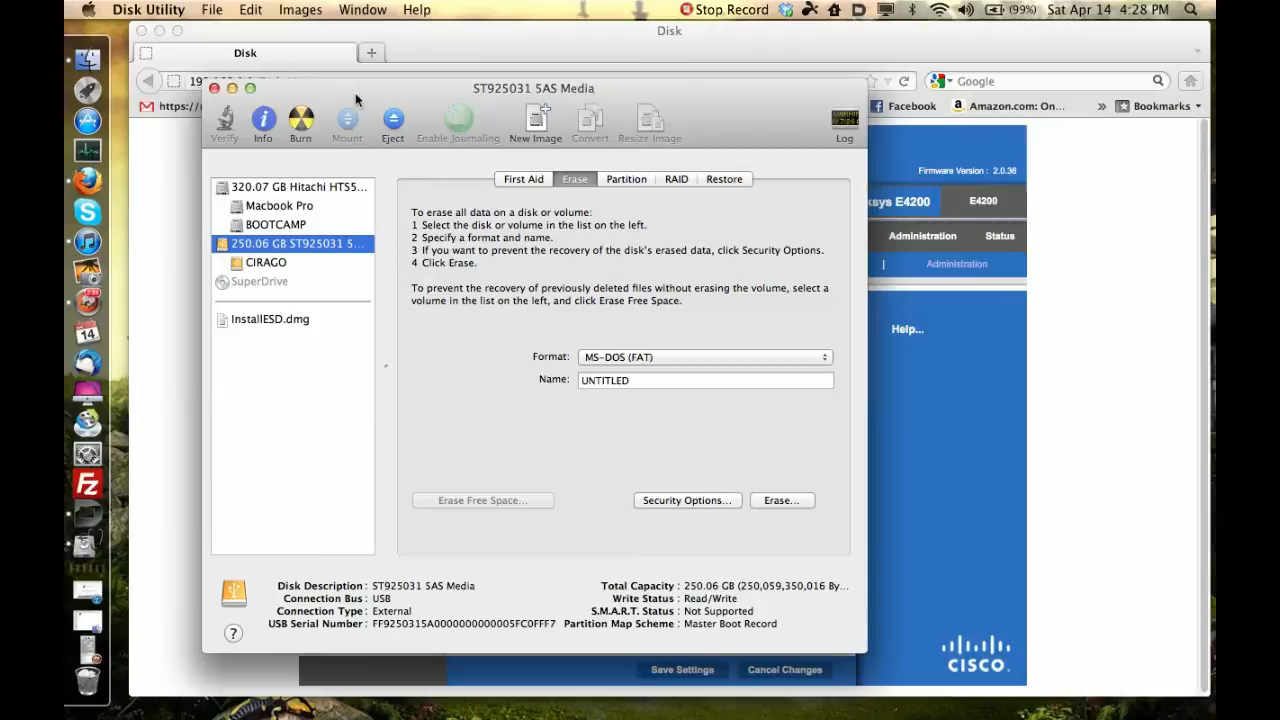 Disk Utility File Edit Images Window Help
Stop Record
(99%) Sat Apr 14 4:28 PM
Disk
Disk
Google
https://
Facebook
Amazon.com: On...
» Bookmarks
ST925031 5AS Media
Verify Info Burn Mount Eject Enable Journaling New Image Convert Resize Image Log
320.07 GB Hitachi HTS5...
Macbook Pro
BOOTCAMP
250.06 GB ST925031 5...
CIRAGO
SuperDrive
InstallESD.dmg
First Aid Erase Partition RAID Restore
To erase all data on a disk or volume:
1 Select the disk or volume in the list on the left.
2 Specify a format and name.
3 If you want to prevent the recovery of the disk's erased data, click Security Options.
4 Click Erase.
To prevent the recovery of previously deleted files without erasing the volume, select a
volume in the list on the left, and click Erase Free Space.
Format: MS-DOS (FAT)
Name: UNTITLED
Erase Free Space... Security Options... Erase...
Disk Description : ST925031 5AS Media
Connection Bus : USB
Connection Type : External
USB Serial Number : FF9250315A0000000000005FC0FFF7
Total Capacity : 250.06 GB (250,059,350,016 By...
Write Status : Read/Write
S.M.A.R.T. Status : Not Supported
Partition Map Scheme : Master Boot Record
?
Firmware Version : 2.0.36
ksys E4200 E4200
Administration Status
| Administration
Help...
Save Settings Cancel Changes
CISCO.
14
Fz